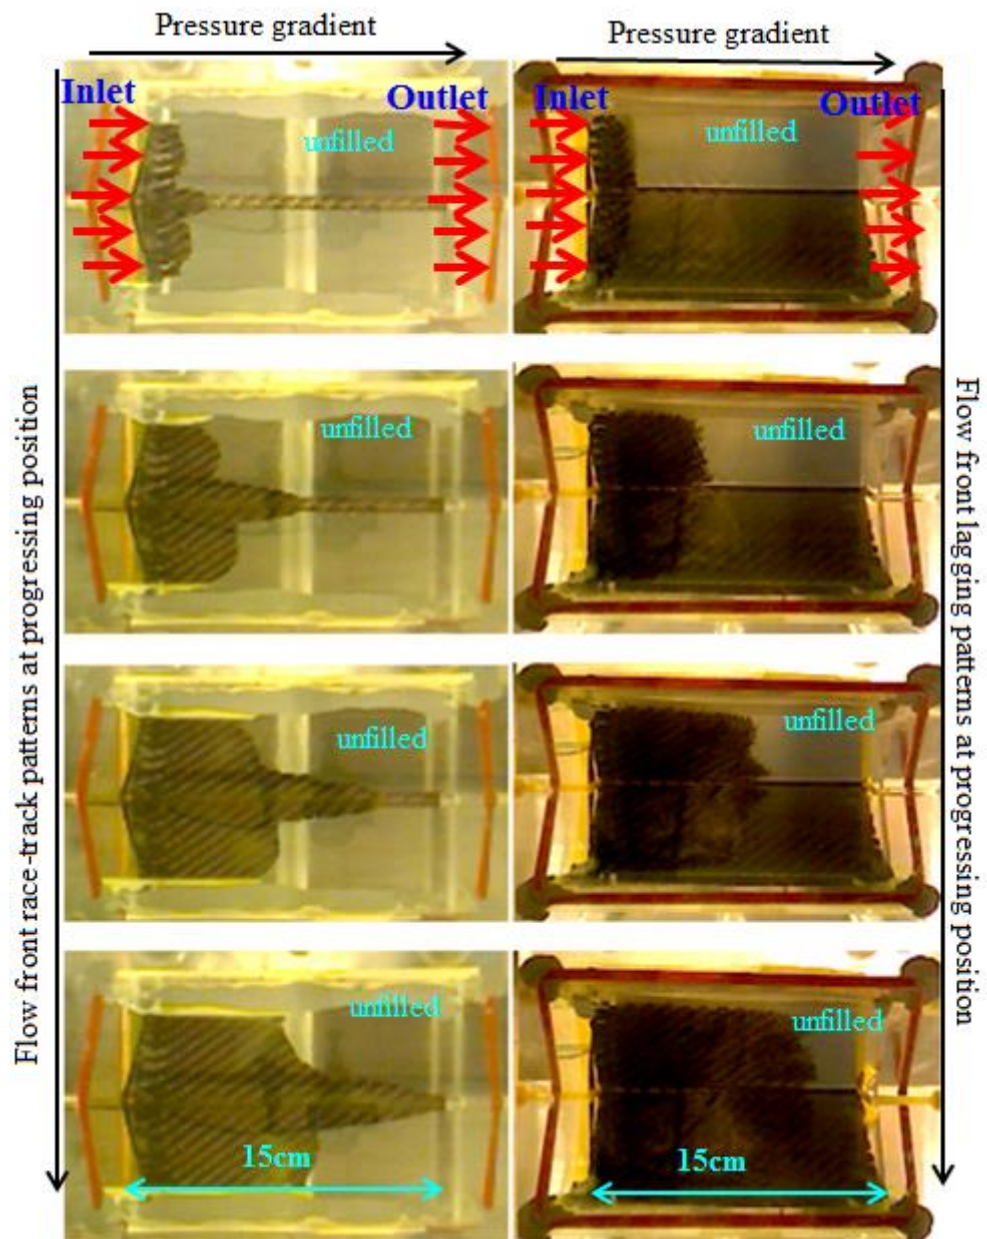 Pressure gradient
Pressure gradient
Inlet
Outlet
Inlet
Outlet
unfilled
unfilled
unfilled
unfilled
unfilled
unfilled
unfilled
unfilled
15cm
15cm
Flow front race-track patterns at progressing position
Flow front lagging patterns at progressing position